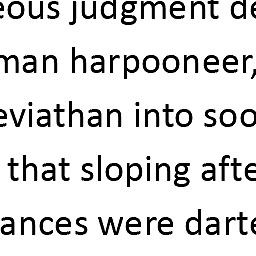 eous judgment de
man harpooneer,
eviathan into soo
that sloping afte
ances were darte